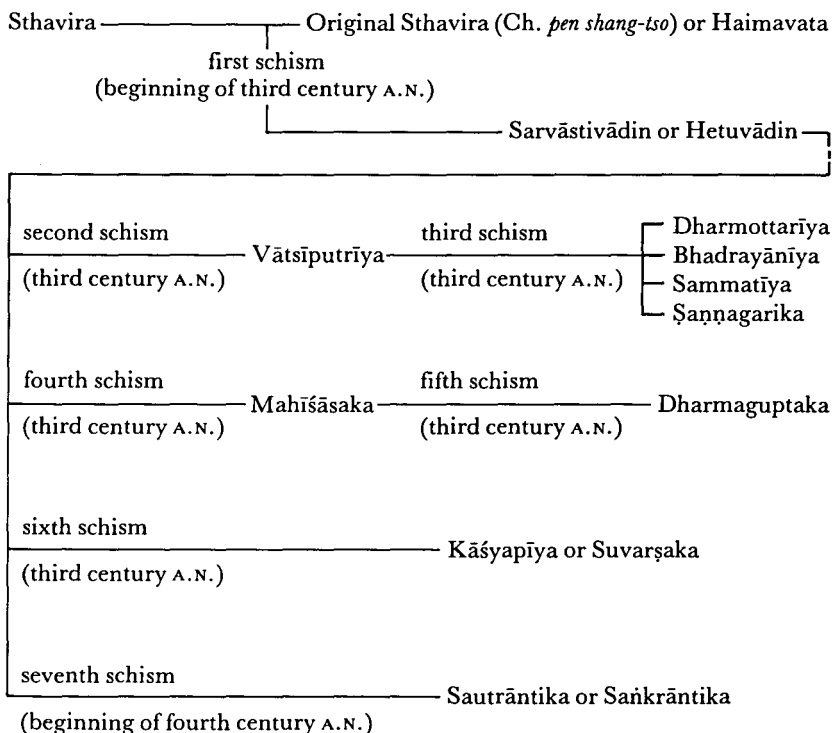 Sthavira Original Sthavira (Ch. pen shang-tso) or Haimavata
first schism
(beginning of third century A.N.)
Sarvāstivādin or Hetuvādin
second schism
(third century A.N.)
Vātsīputrīya
third schism
(third century A.N.)
Dharmottarīya
Bhadrayānīya
Sammatīya
Ṣaṇṇagarika
fourth schism
(third century A.N.)
Mahīśāsaka
fifth schism
(third century A.N.)
Dharmaguptaka
sixth schism
(third century A.N.)
Kāśyapīya or Suvarṣaka
seventh schism
(beginning of fourth century A.N.)
Sautrāntika or Saṅkrāntika